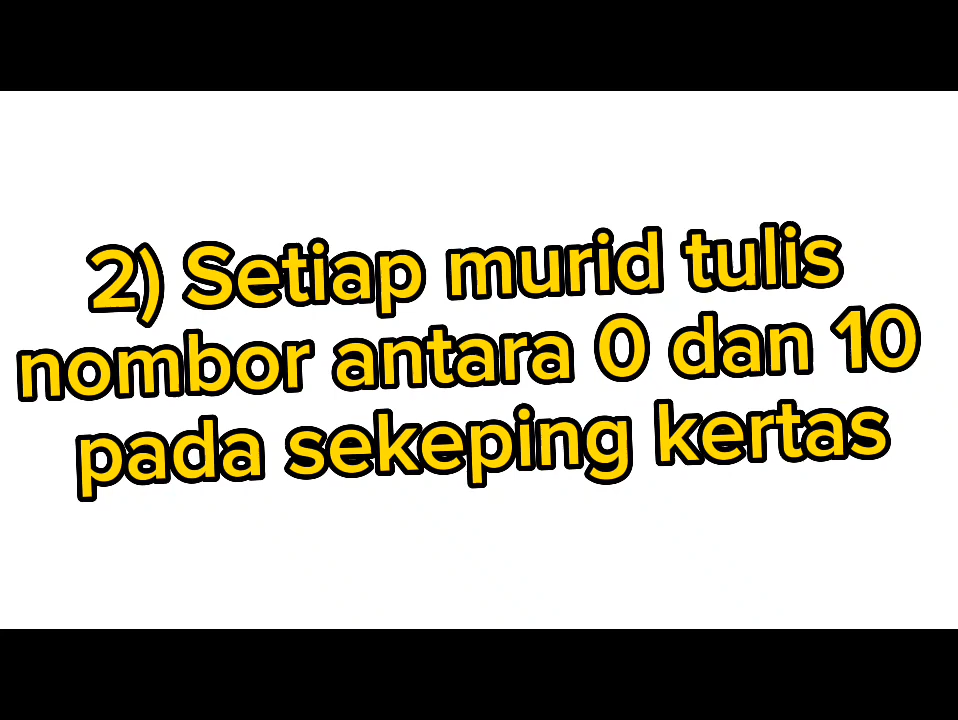 2) Setiap murid tulis
nombor antara 0 dan 10
pada sekeping kertas